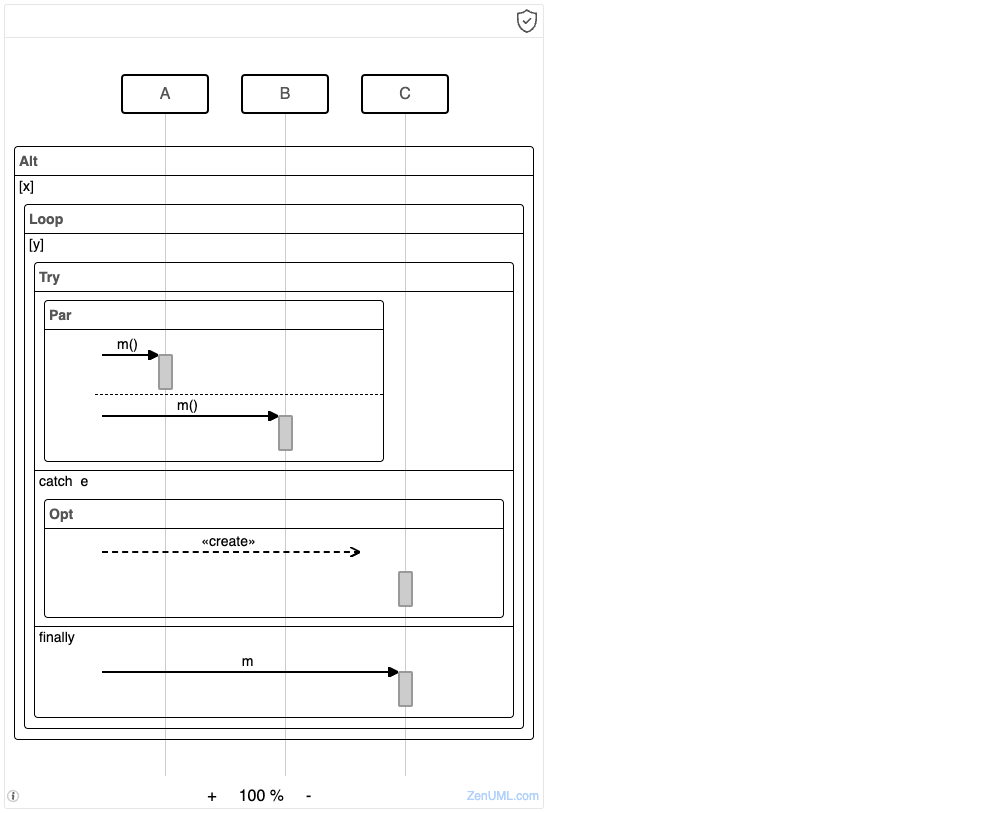 A
B
C
Alt
[x]
Loop
[y]
Try
Par
m()
m()
catch e
Opt
«create»
finally
m
+ 100 % -
ZenUML.com